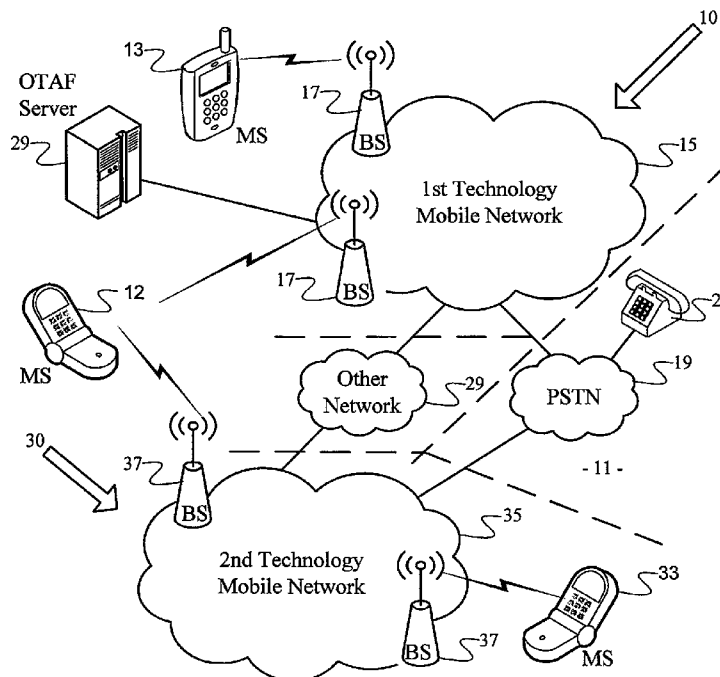 10
13
OTAF
Server
29
MS
17
BS
15
1st Technology
Mobile Network
17
BS
12
MS
2
19
Other
Network
29
PSTN
30
37
BS
- 11 -
35
2nd Technology
Mobile Network
33
BS
37
MS